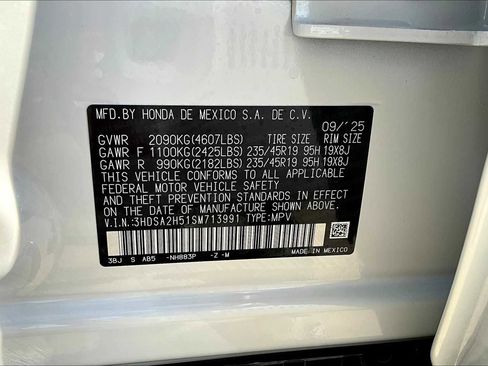 MFD.BY HONDA DE MEXICO S.A. DE C.V.
09/'25
GVWR 2090KG(4607LBS) TIRE SIZE RIM SIZE
GAWR F 1100KG(2425LBS) 235/45R19 95H 19X8J
GAWR R 990KG(2182LBS) 235/45R19 95H 19X8J
THIS VEHICLE CONFORMS TO ALL APPLICABLE
FEDERAL MOTOR VEHICLE SAFETY
AND THEFT PREVENTION STANDARDS IN EFFECT
ON THE DATE OF MANUFACTURE SHOWN ABOVE.
V.I.N.:3HDSA2H51SM713991 TYPE:MPV
3BJ S AB5 -NH883P -Z -M MADE IN MEXICO